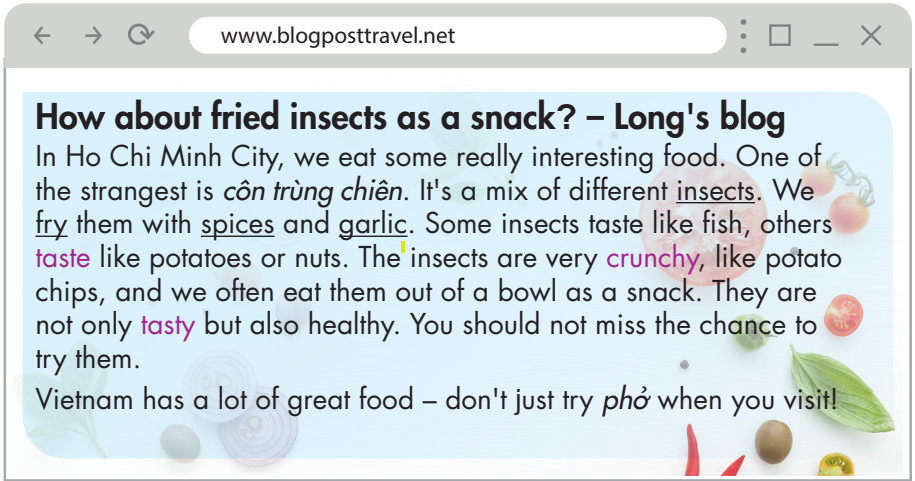 www.blogposttravel.net
How about fried insects as a snack? – Long's blog
In Ho Chi Minh City, we eat some really interesting food. One of
the strangest is côn trùng chiên. It's a mix of different insects. We
fry them with spices and garlic. Some insects taste like fish, others
taste like potatoes or nuts. The insects are very crunchy, like potato
chips, and we often eat them out of a bowl as a snack. They are
not only tasty but also healthy. You should not miss the chance to
try them.
Vietnam has a lot of great food – don't just try phở when you visit!